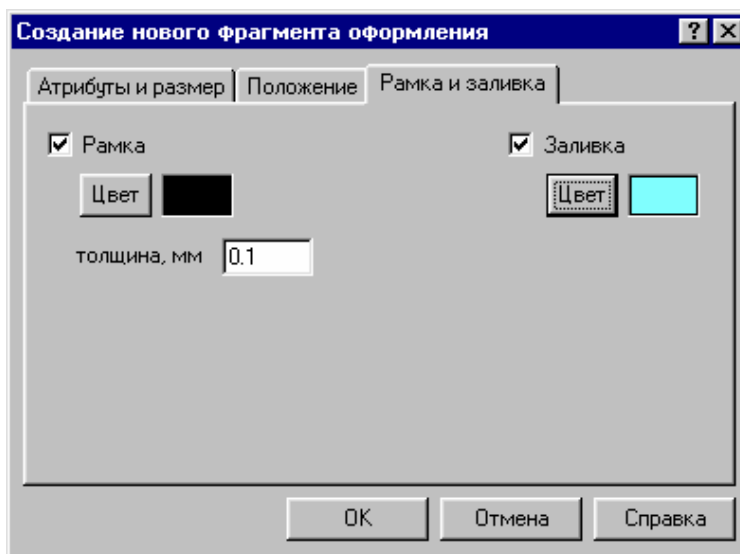 Создание нового фрагмента оформления
Атрибуты и размер Положение Рамка и заливка
Рамка Заливка
Цвет Цвет
толщина, мм 0.1
OK Отмена Справка